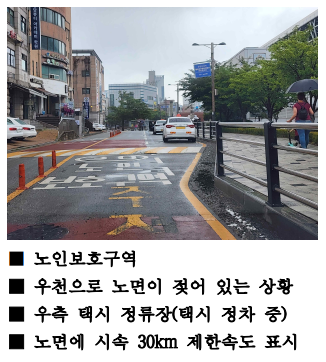 ■ 노인보호구역
■ 우천으로 노면이 젖어 있는 상황
■ 우측 택시 정류장(택시 정차 중)
■ 노면에 시속 30km 제한속도 표시